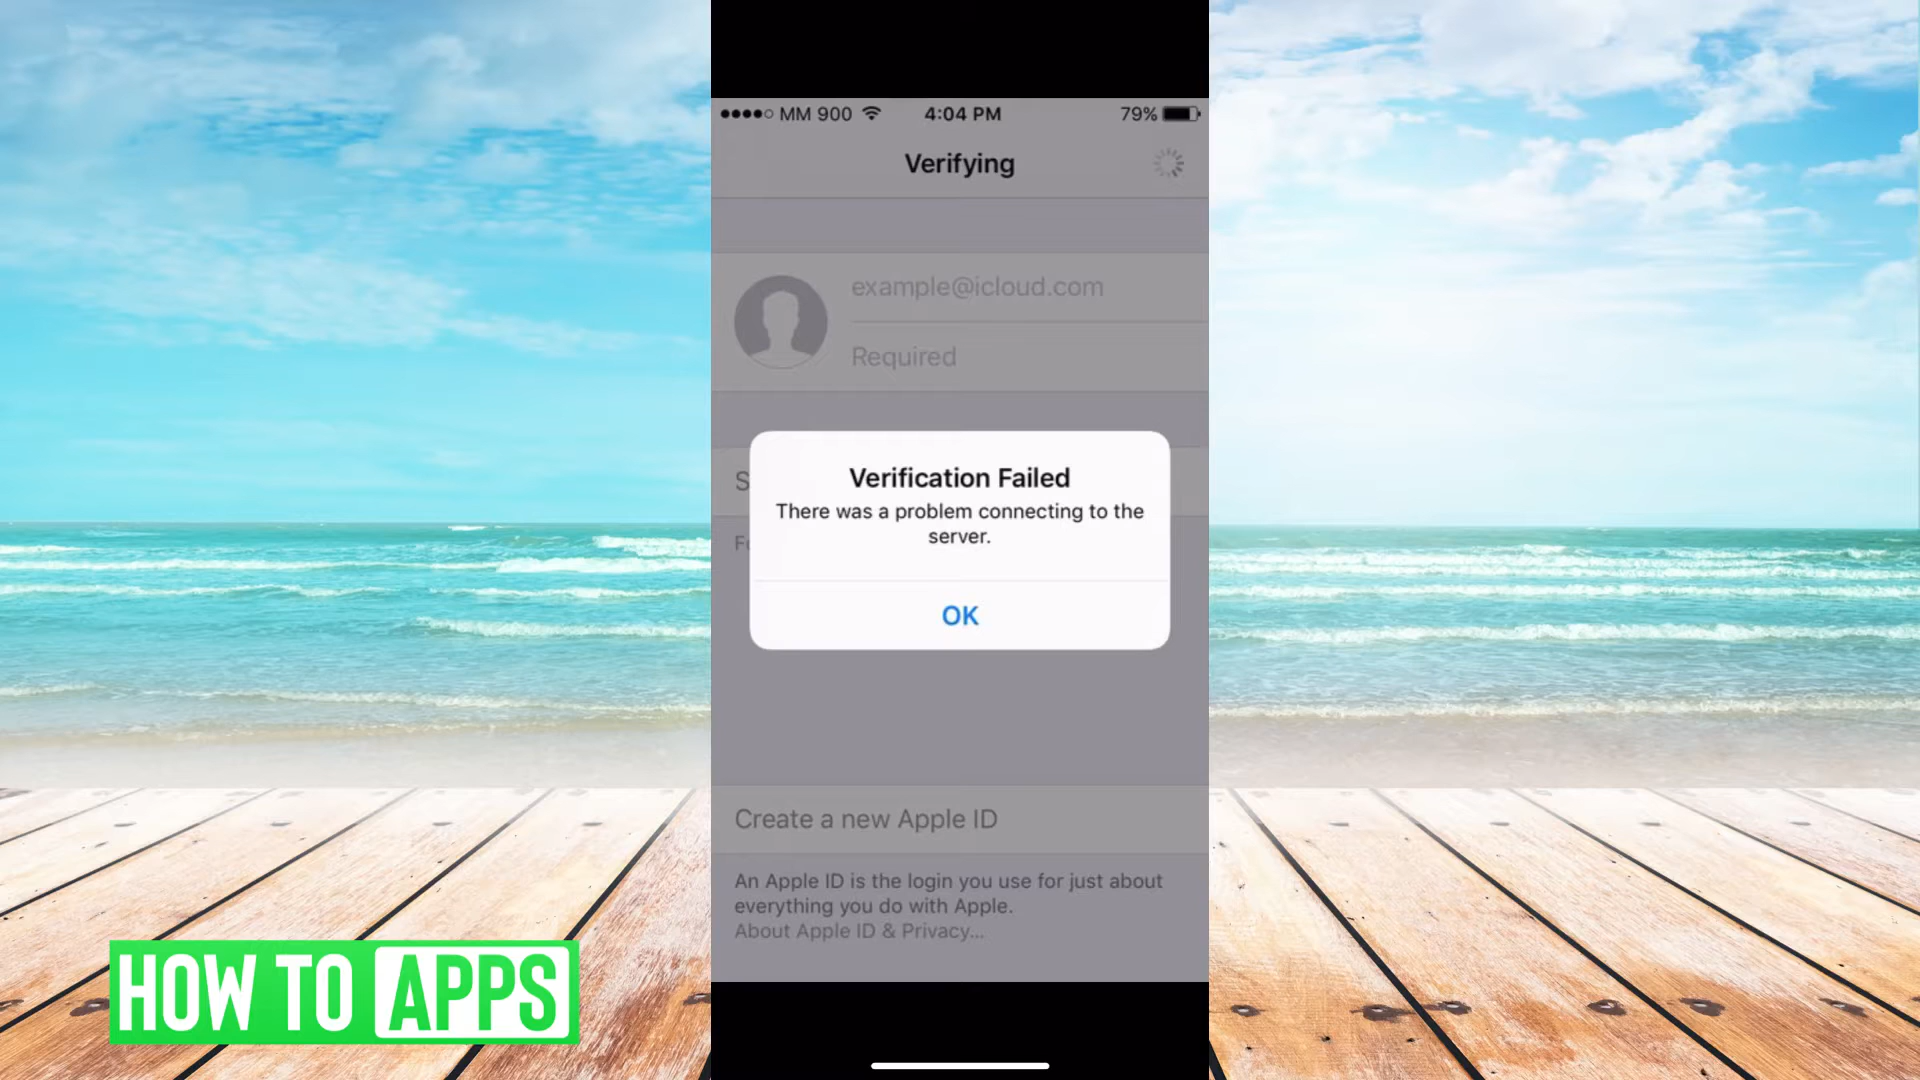 MM 900 4:04 PM 79%
Verifying
example@icloud.com
Required
S
Verification Failed
There was a problem connecting to the
server.
Fo
OK
Create a new Apple ID
An Apple ID is the login you use for just about
everything you do with Apple.
About Apple ID & Privacy...
HOW TO APPS